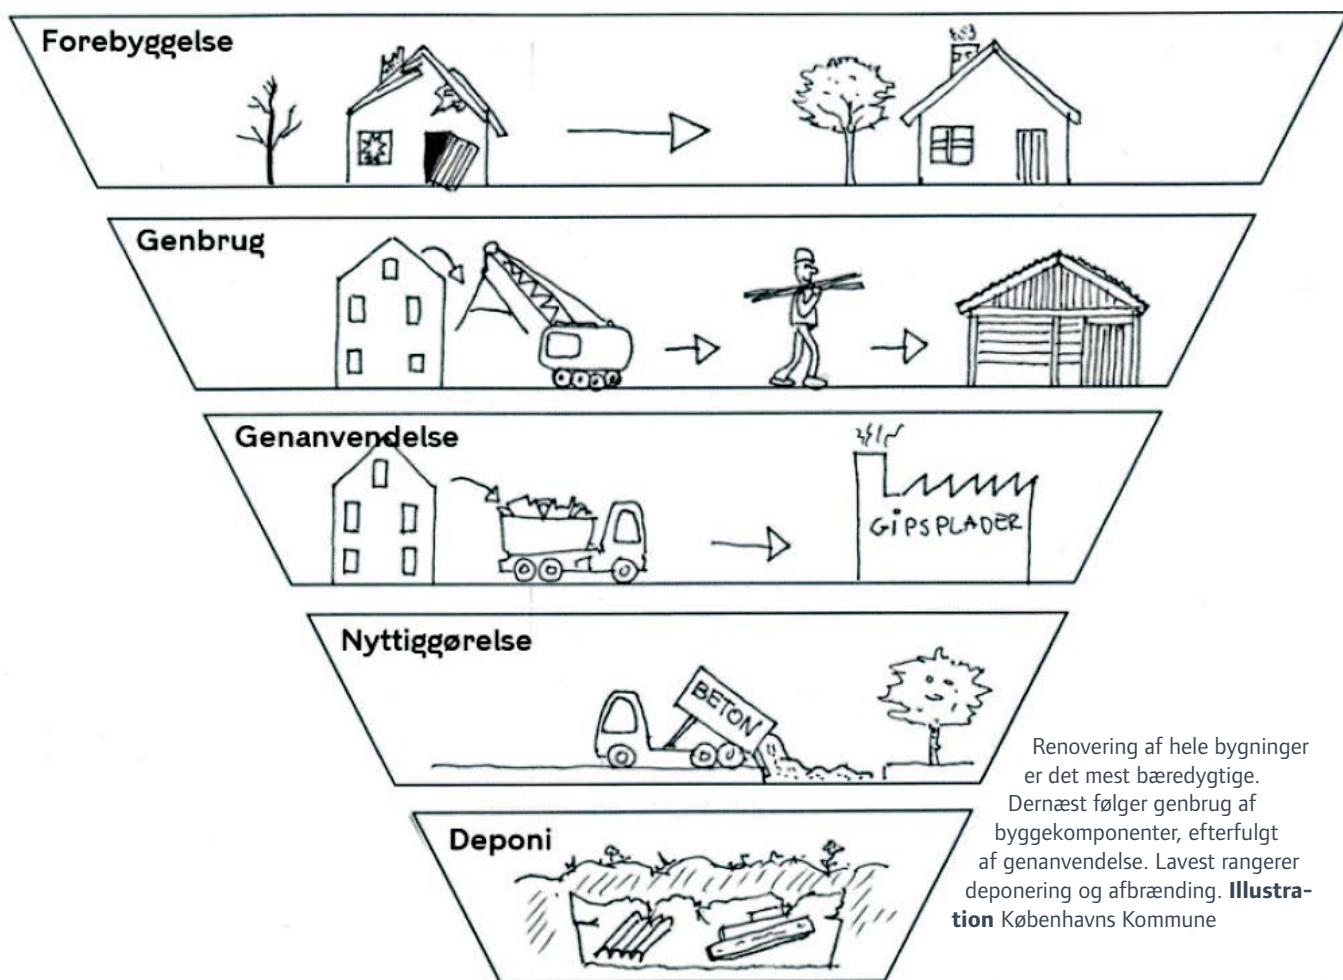 Forebyggelse
Genbrug
Genanvendelse
GIPSPLADER
Nyttiggørelse
BETON
Renovering af hele bygninger
er det mest bæredygtige.
Dernæst følger genbrug af
byggekomponenter, efterfulgt
af genanvendelse. Lavest rangerer
deponering og afbrænding. Illustra-
tion Københavns Kommune
Deponi